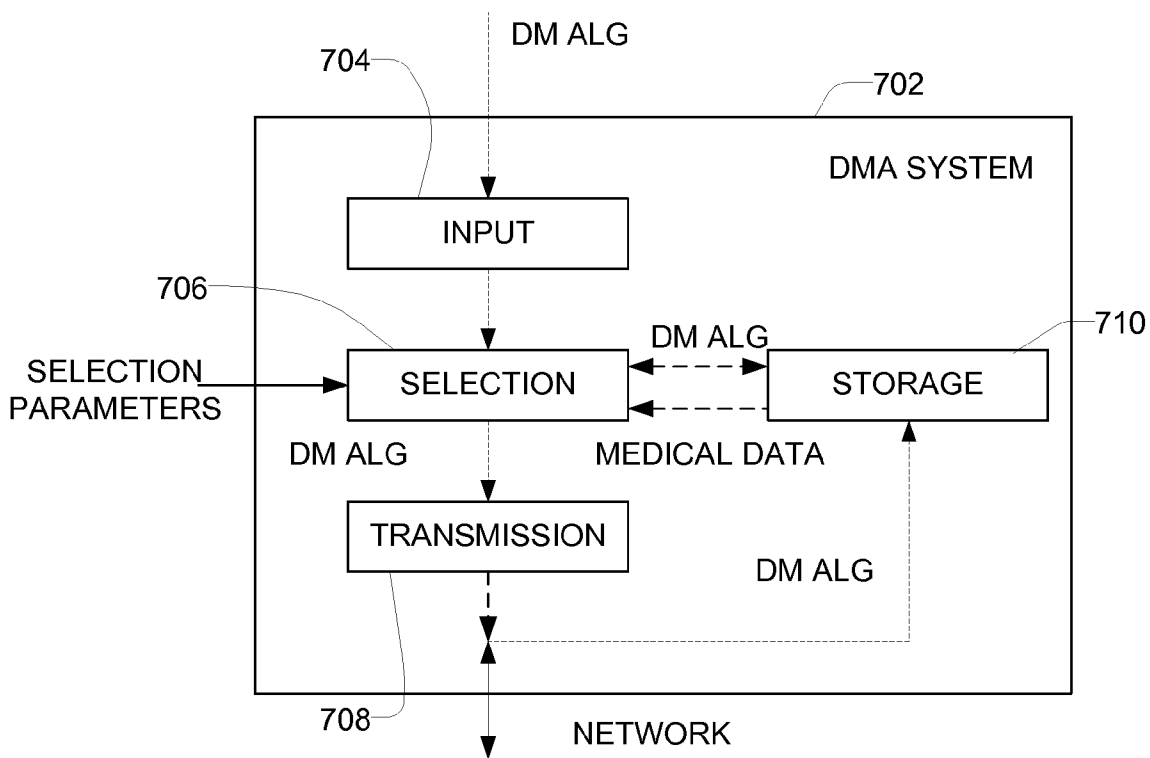 DM ALG
704
702
DMA SYSTEM
INPUT
706
710
DM ALG
SELECTION
PARAMETERS
SELECTION
STORAGE
DM ALG
MEDICAL DATA
TRANSMISSION
DM ALG
708
NETWORK